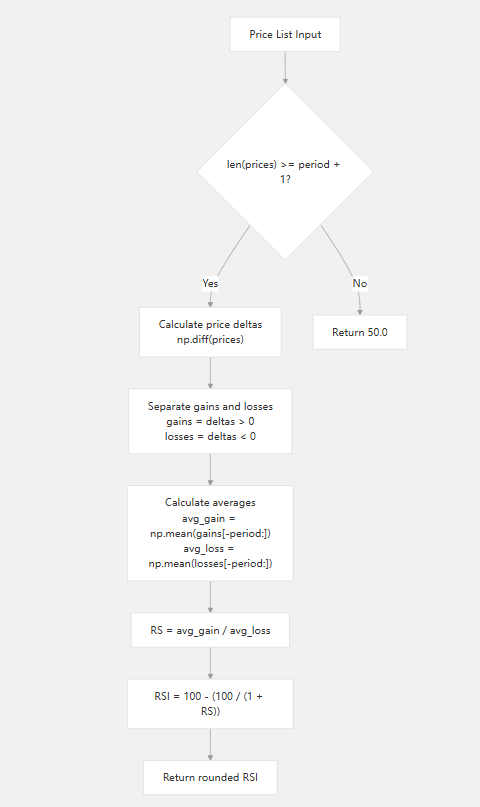 Price List Input
len(prices) >= period +
1?
Yes
No
Calculate price deltas
np.diff(prices)
Return 50.0
Separate gains and losses
gains = deltas > 0
losses = deltas < 0
Calculate averages
avg_gain =
np.mean(gains[-period:])
avg_loss =
np.mean(losses[-period:])
RS = avg_gain / avg_loss
RSI = 100 - (100 / (1 +
RS))
Return rounded RSI